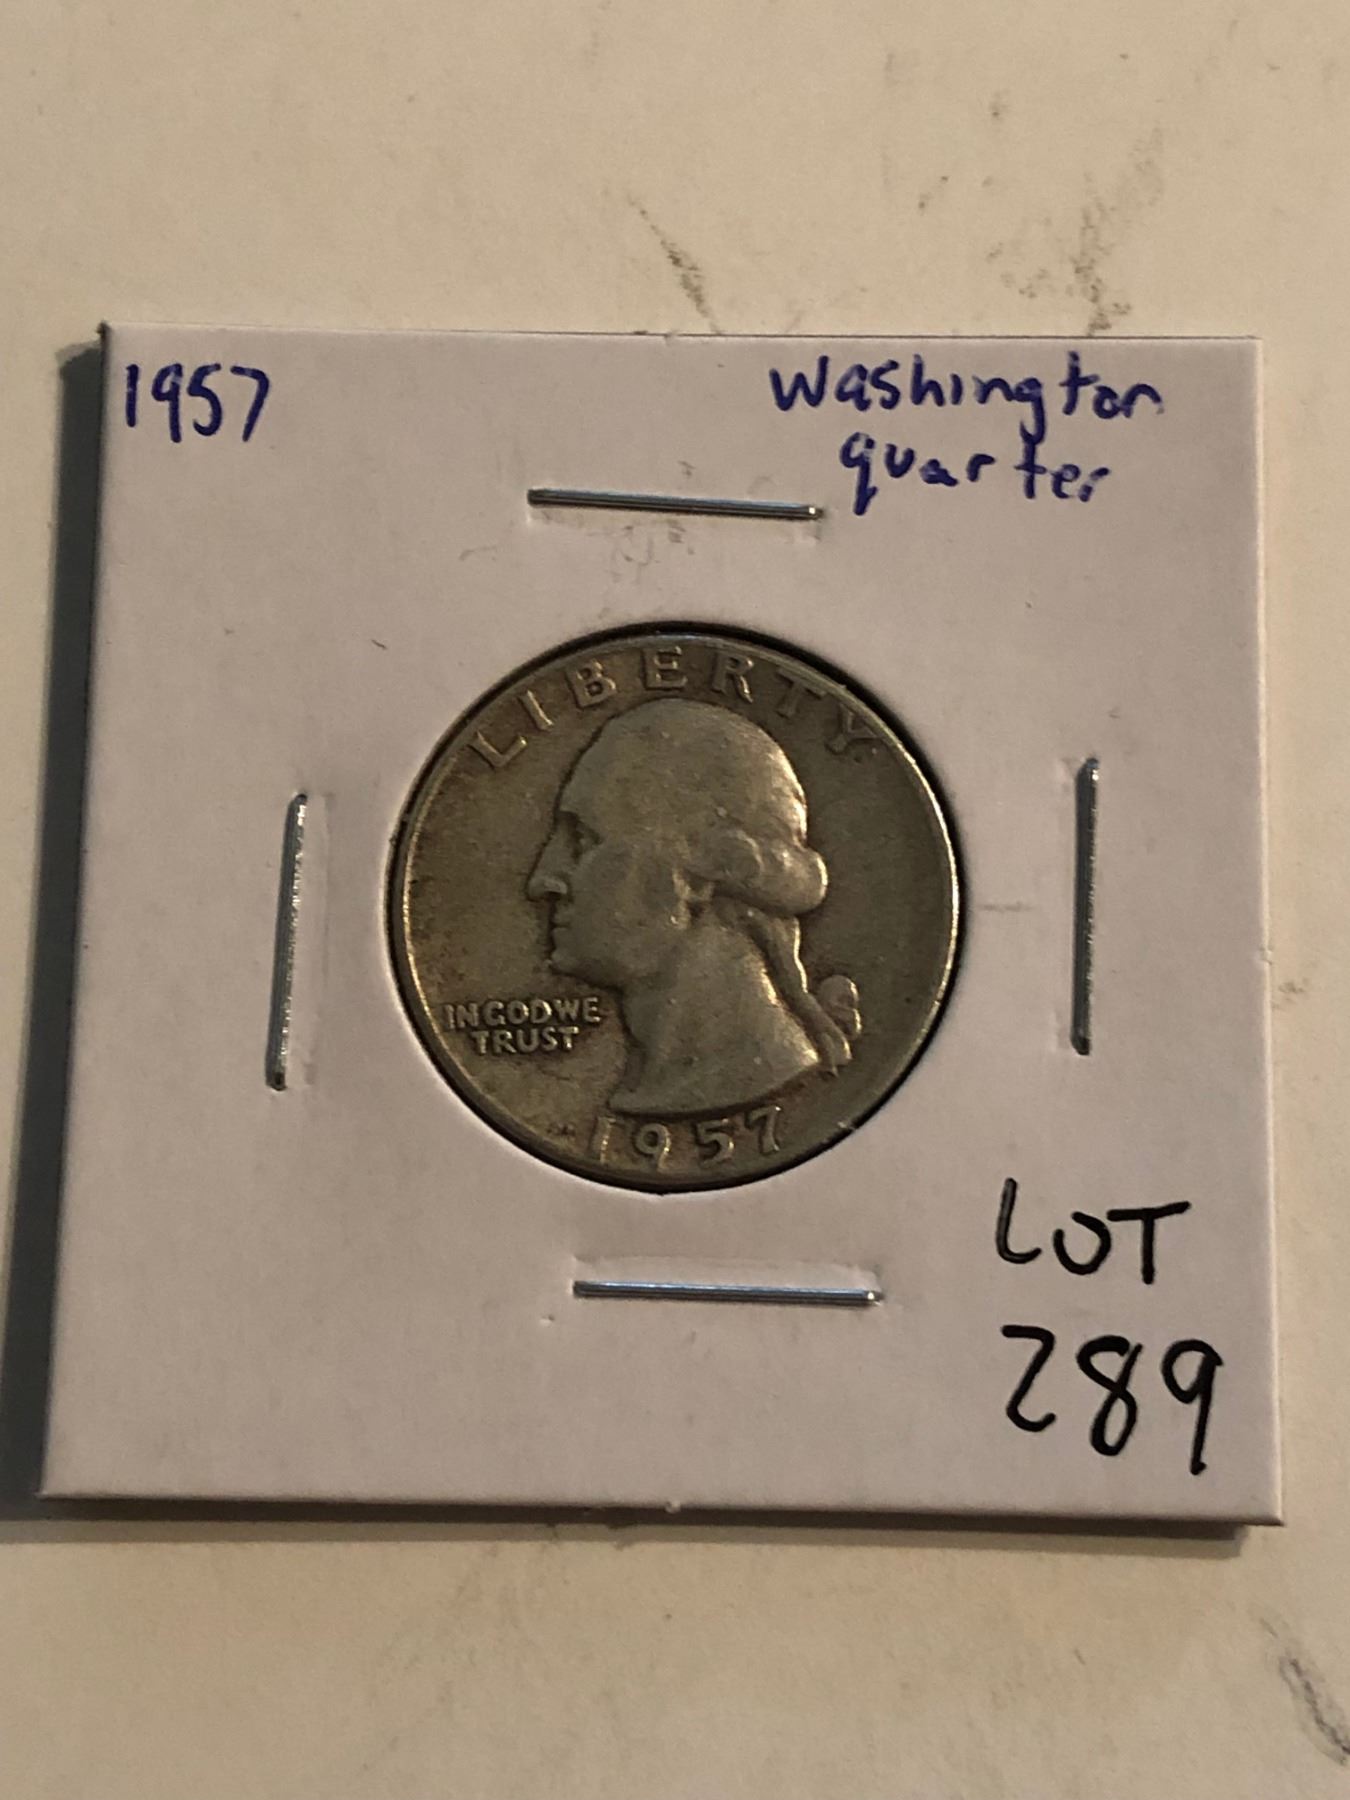 1957
Washington
quarter
LIBERTY
IN GOD WE
TRUST
1957
LOT
289